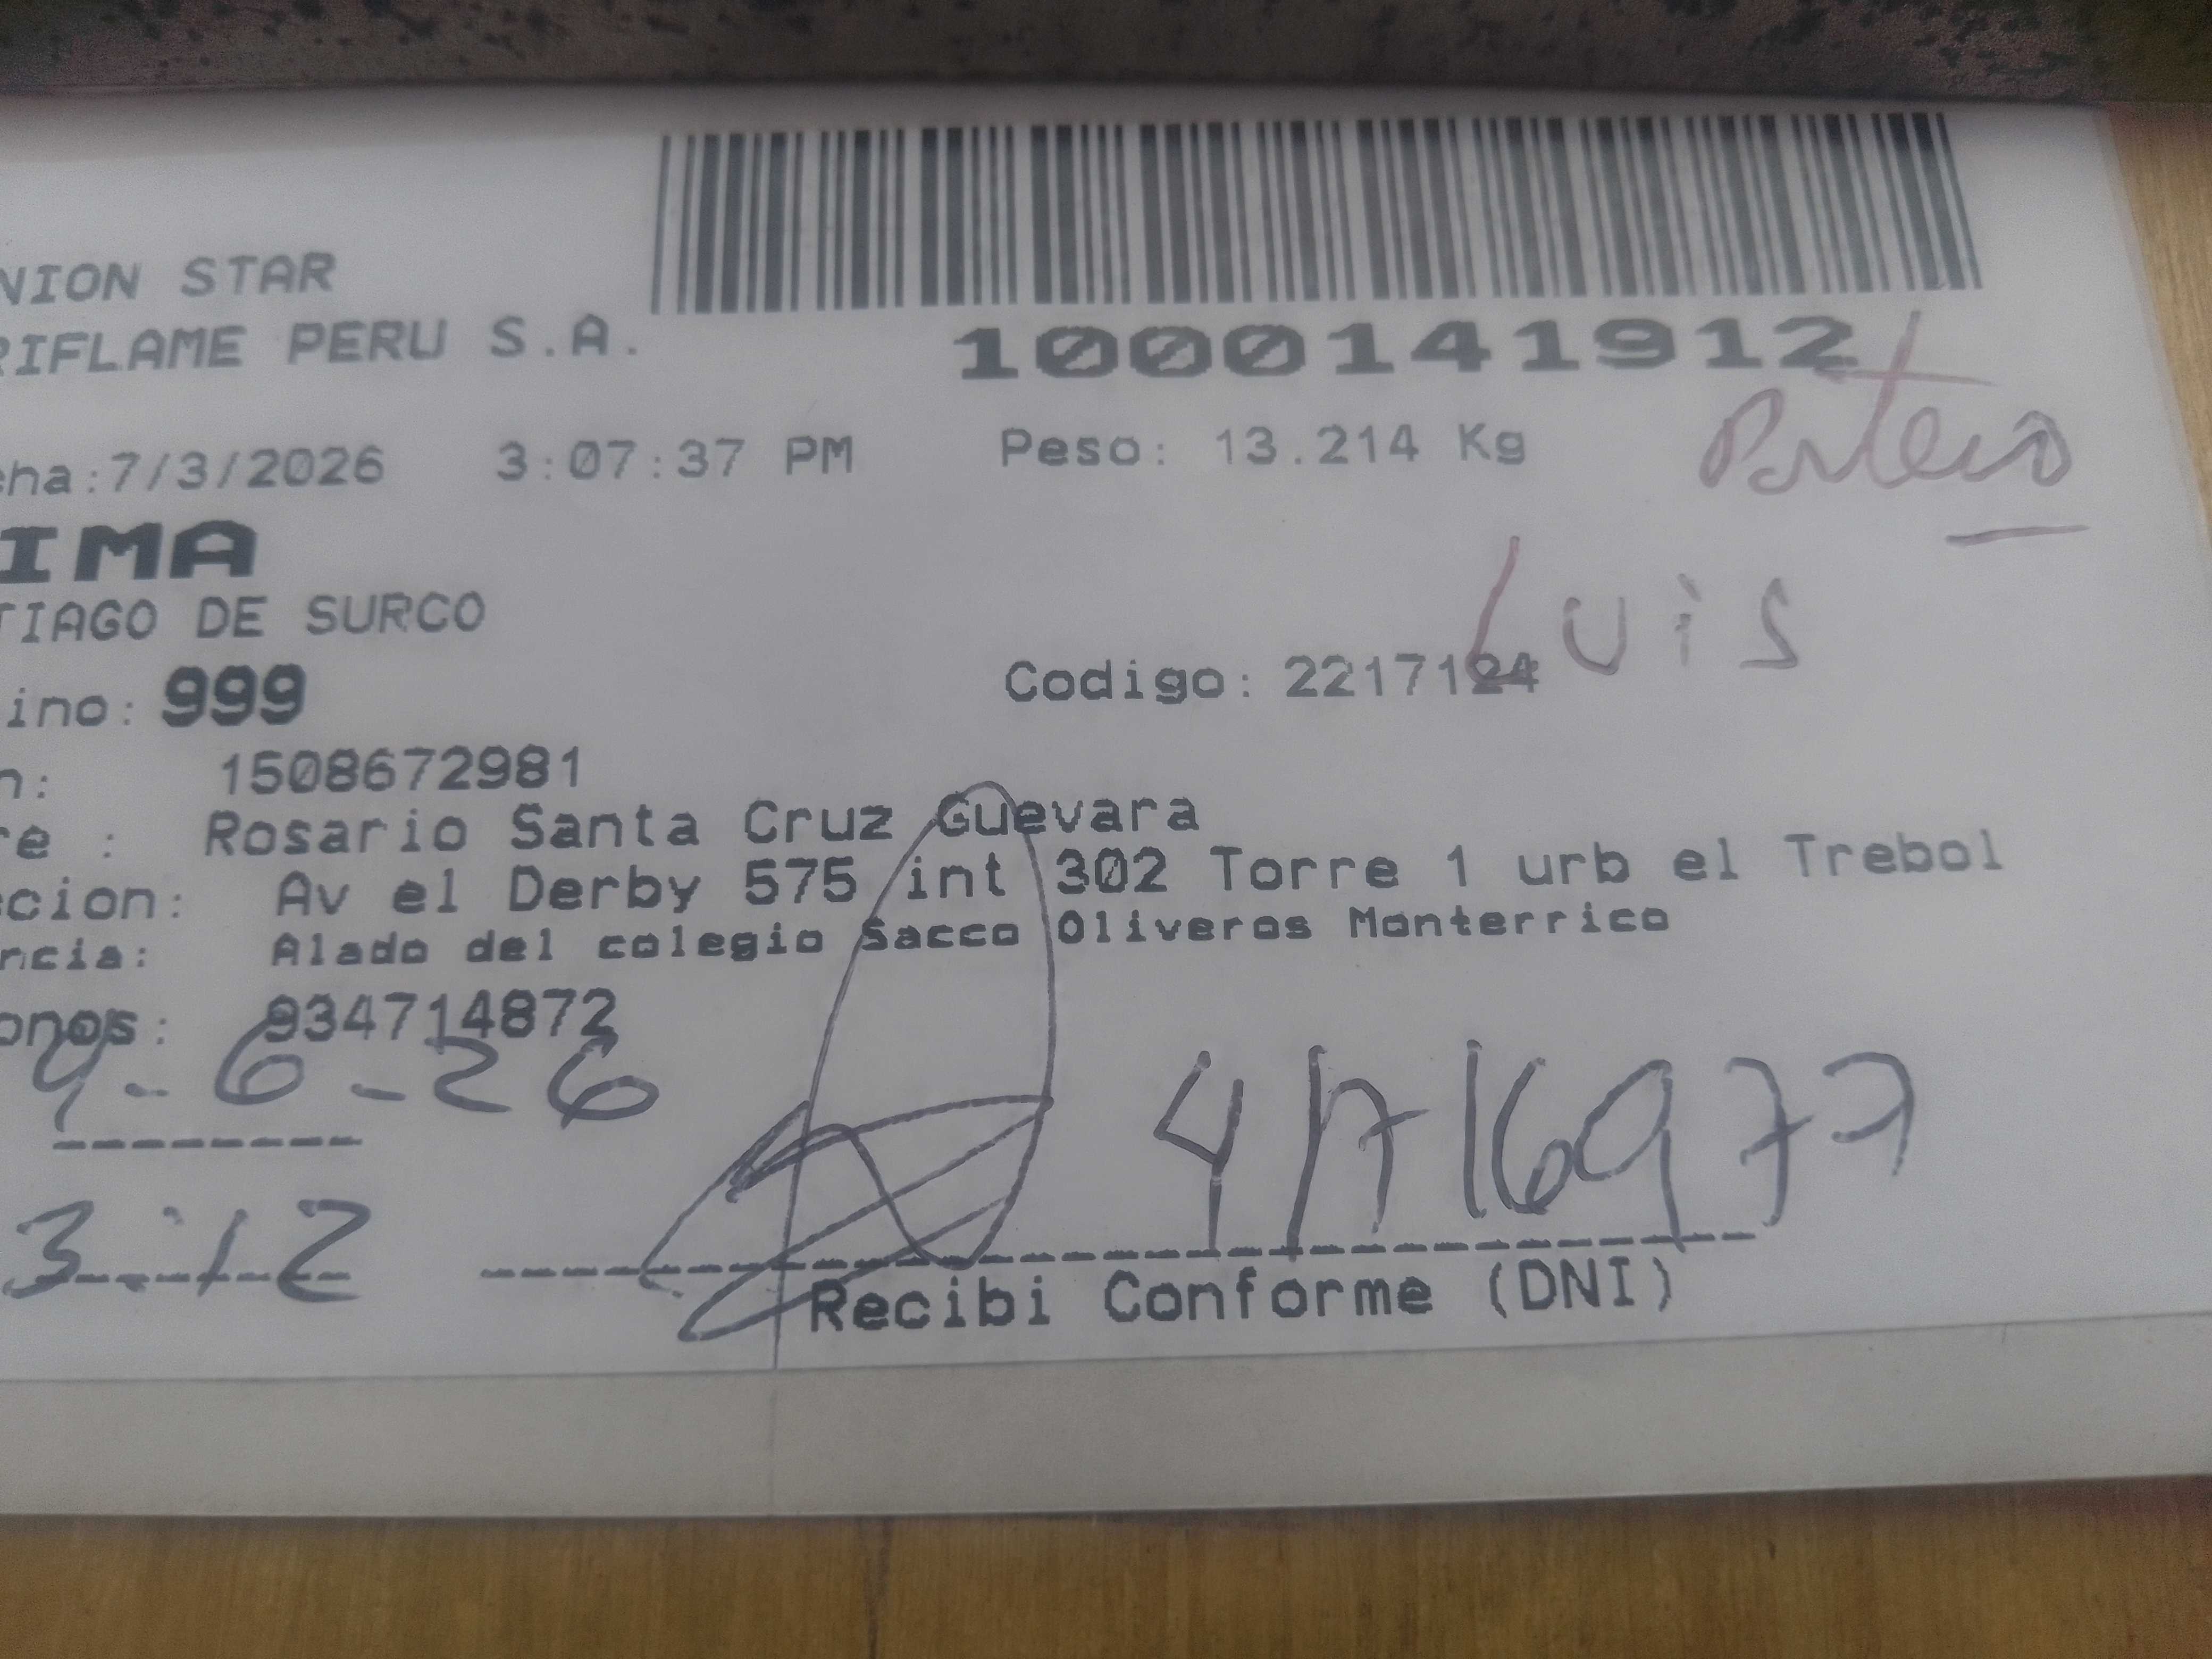 NION STAR
RIFLAME PERU S.A.
1000141912
cha:7/3/2026 3:07:37 PM Peso: 13.214 Kg
Portero
IMA
Luis
TIAGO DE SURCO
ino: 999 Codigo: 2217124
n: 1508672981
re : Rosario Santa Cruz Guevara
ccion: Av el Derby 575 int 302 Torre 1 urb el Trebol
ncia: Alado del colegio Sacco Oliveros Monterrico
onos: 934714872
9-6-26
41716977
3:12
Recibi Conforme (DNI)